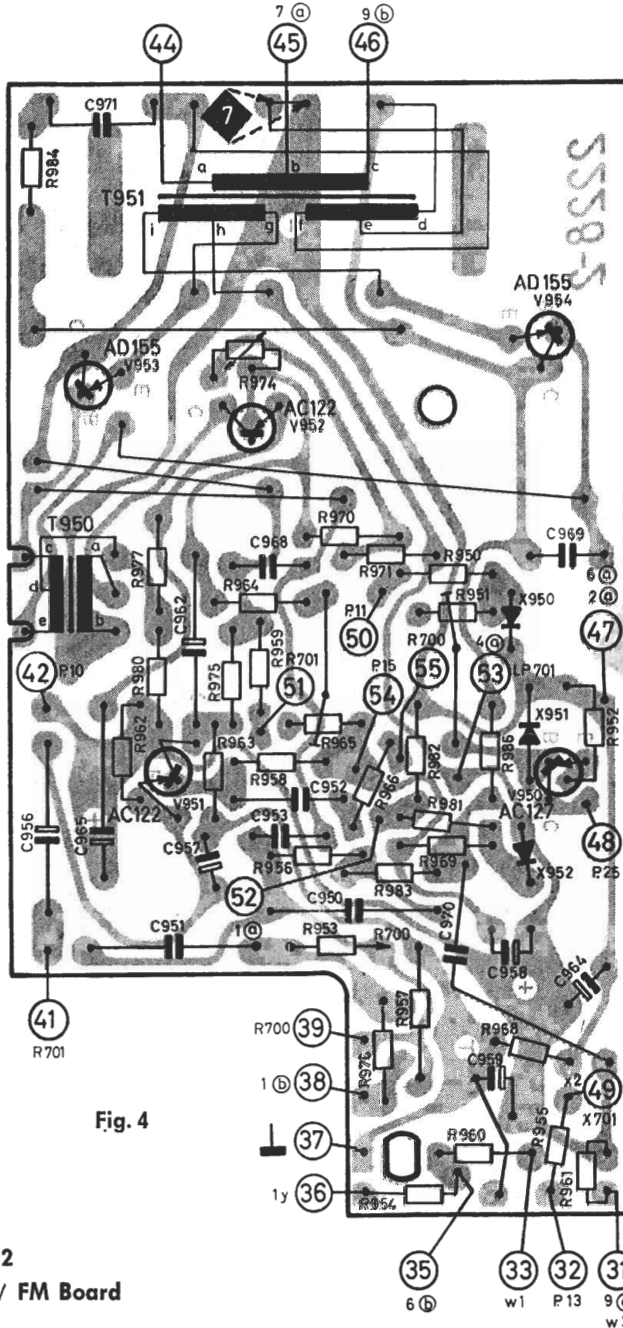 7 ⓐ 9 ⓑ
44 45 46
C971 7
R984
a b c
T951
i h g f e d
2228-2
AD155
V954
E
C
AD155
V953
C
E
B
R974
C
AC122
V952
E
C
T950
c a
d
e b
R977
C962
C968
R970
R971
R950
C969
R964
R951
X950
6 ⓐ
2 ⓐ
P.11
50
R700
4 ⓐ
47
42 P.10
R980
R975
R959
R701
51
P.15
54
55
53
LP701
X951
R952
R962
R963
R965
R958
R966
R982
R986
V951
AC122
C952
V950
AC127
C956
C965
C957
C953
R956
R981
R969
48
P.25
X952
C
52
R983
C950
C970
C951
1 ⓐ
R953
R700
C958
C964
41
R701
R957
R700 39
R976
R968
C959
X2
49
X701
1 ⓑ 38
Fig. 4
37
R960
R955
R961
1y 36
R954
35 33 32 31
6 ⓑ w1 P.13 9
2
/ FM Board